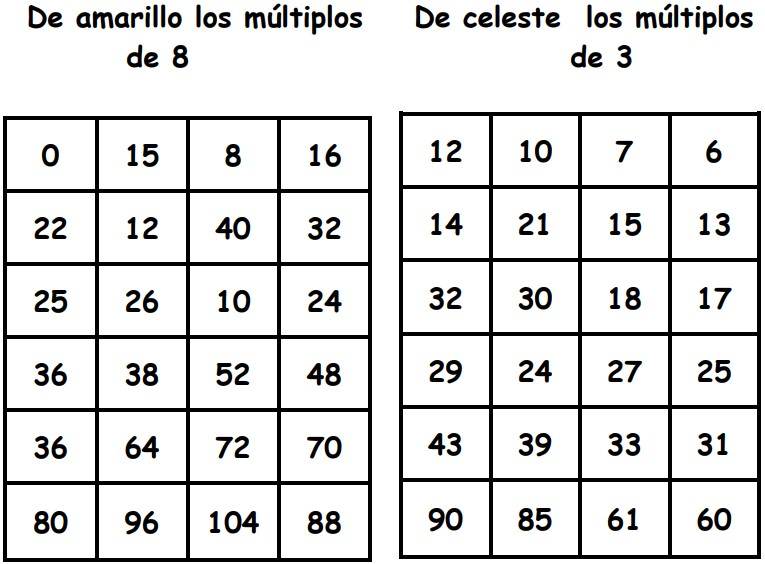 De amarillo los múltiplos
de 8
0 15 8 16
22 12 40 32
25 26 10 24
36 38 52 48
36 64 72 70
80 96 104 88
De celeste los múltiplos
de 3
12 10 7 6
14 21 15 13
32 30 18 17
29 24 27 25
43 39 33 31
90 85 61 60